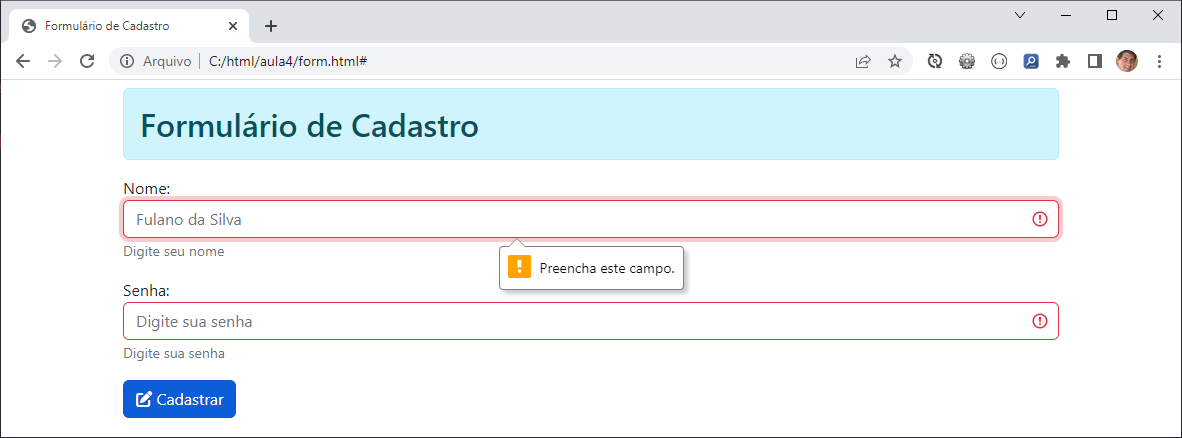 Formulário de Cadastro
Arquivo | C:/html/aula4/form.html#
Formulário de Cadastro
Nome:
Fulano da Silva
Digite seu nome
Preencha este campo.
Senha:
Digite sua senha
Digite sua senha
Cadastrar